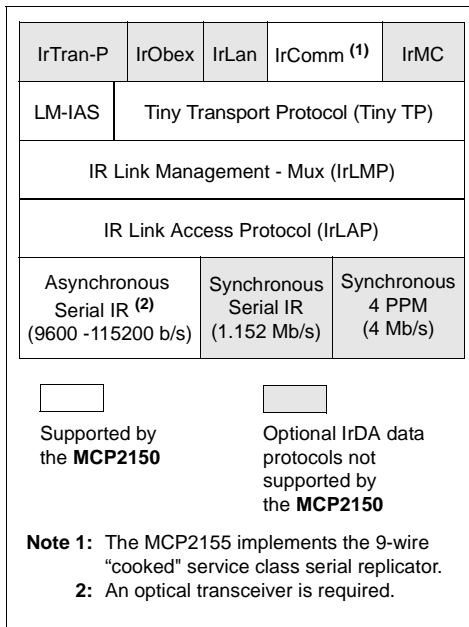 IrTran-P IrObex IrLan IrComm (1) IrMC
LM-IAS Tiny Transport Protocol (Tiny TP)
IR Link Management - Mux (IrLMP)
IR Link Access Protocol (IrLAP)
Asynchronous
Serial IR (2)
(9600 -115200 b/s)
Synchronous
Serial IR
(1.152 Mb/s)
Synchronous
4 PPM
(4 Mb/s)
Supported by
the MCP2150
Optional IrDA data
protocols not
supported by
the MCP2150
Note 1: The MCP2155 implements the 9-wire
“cooked" service class serial replicator.
2: An optical transceiver is required.